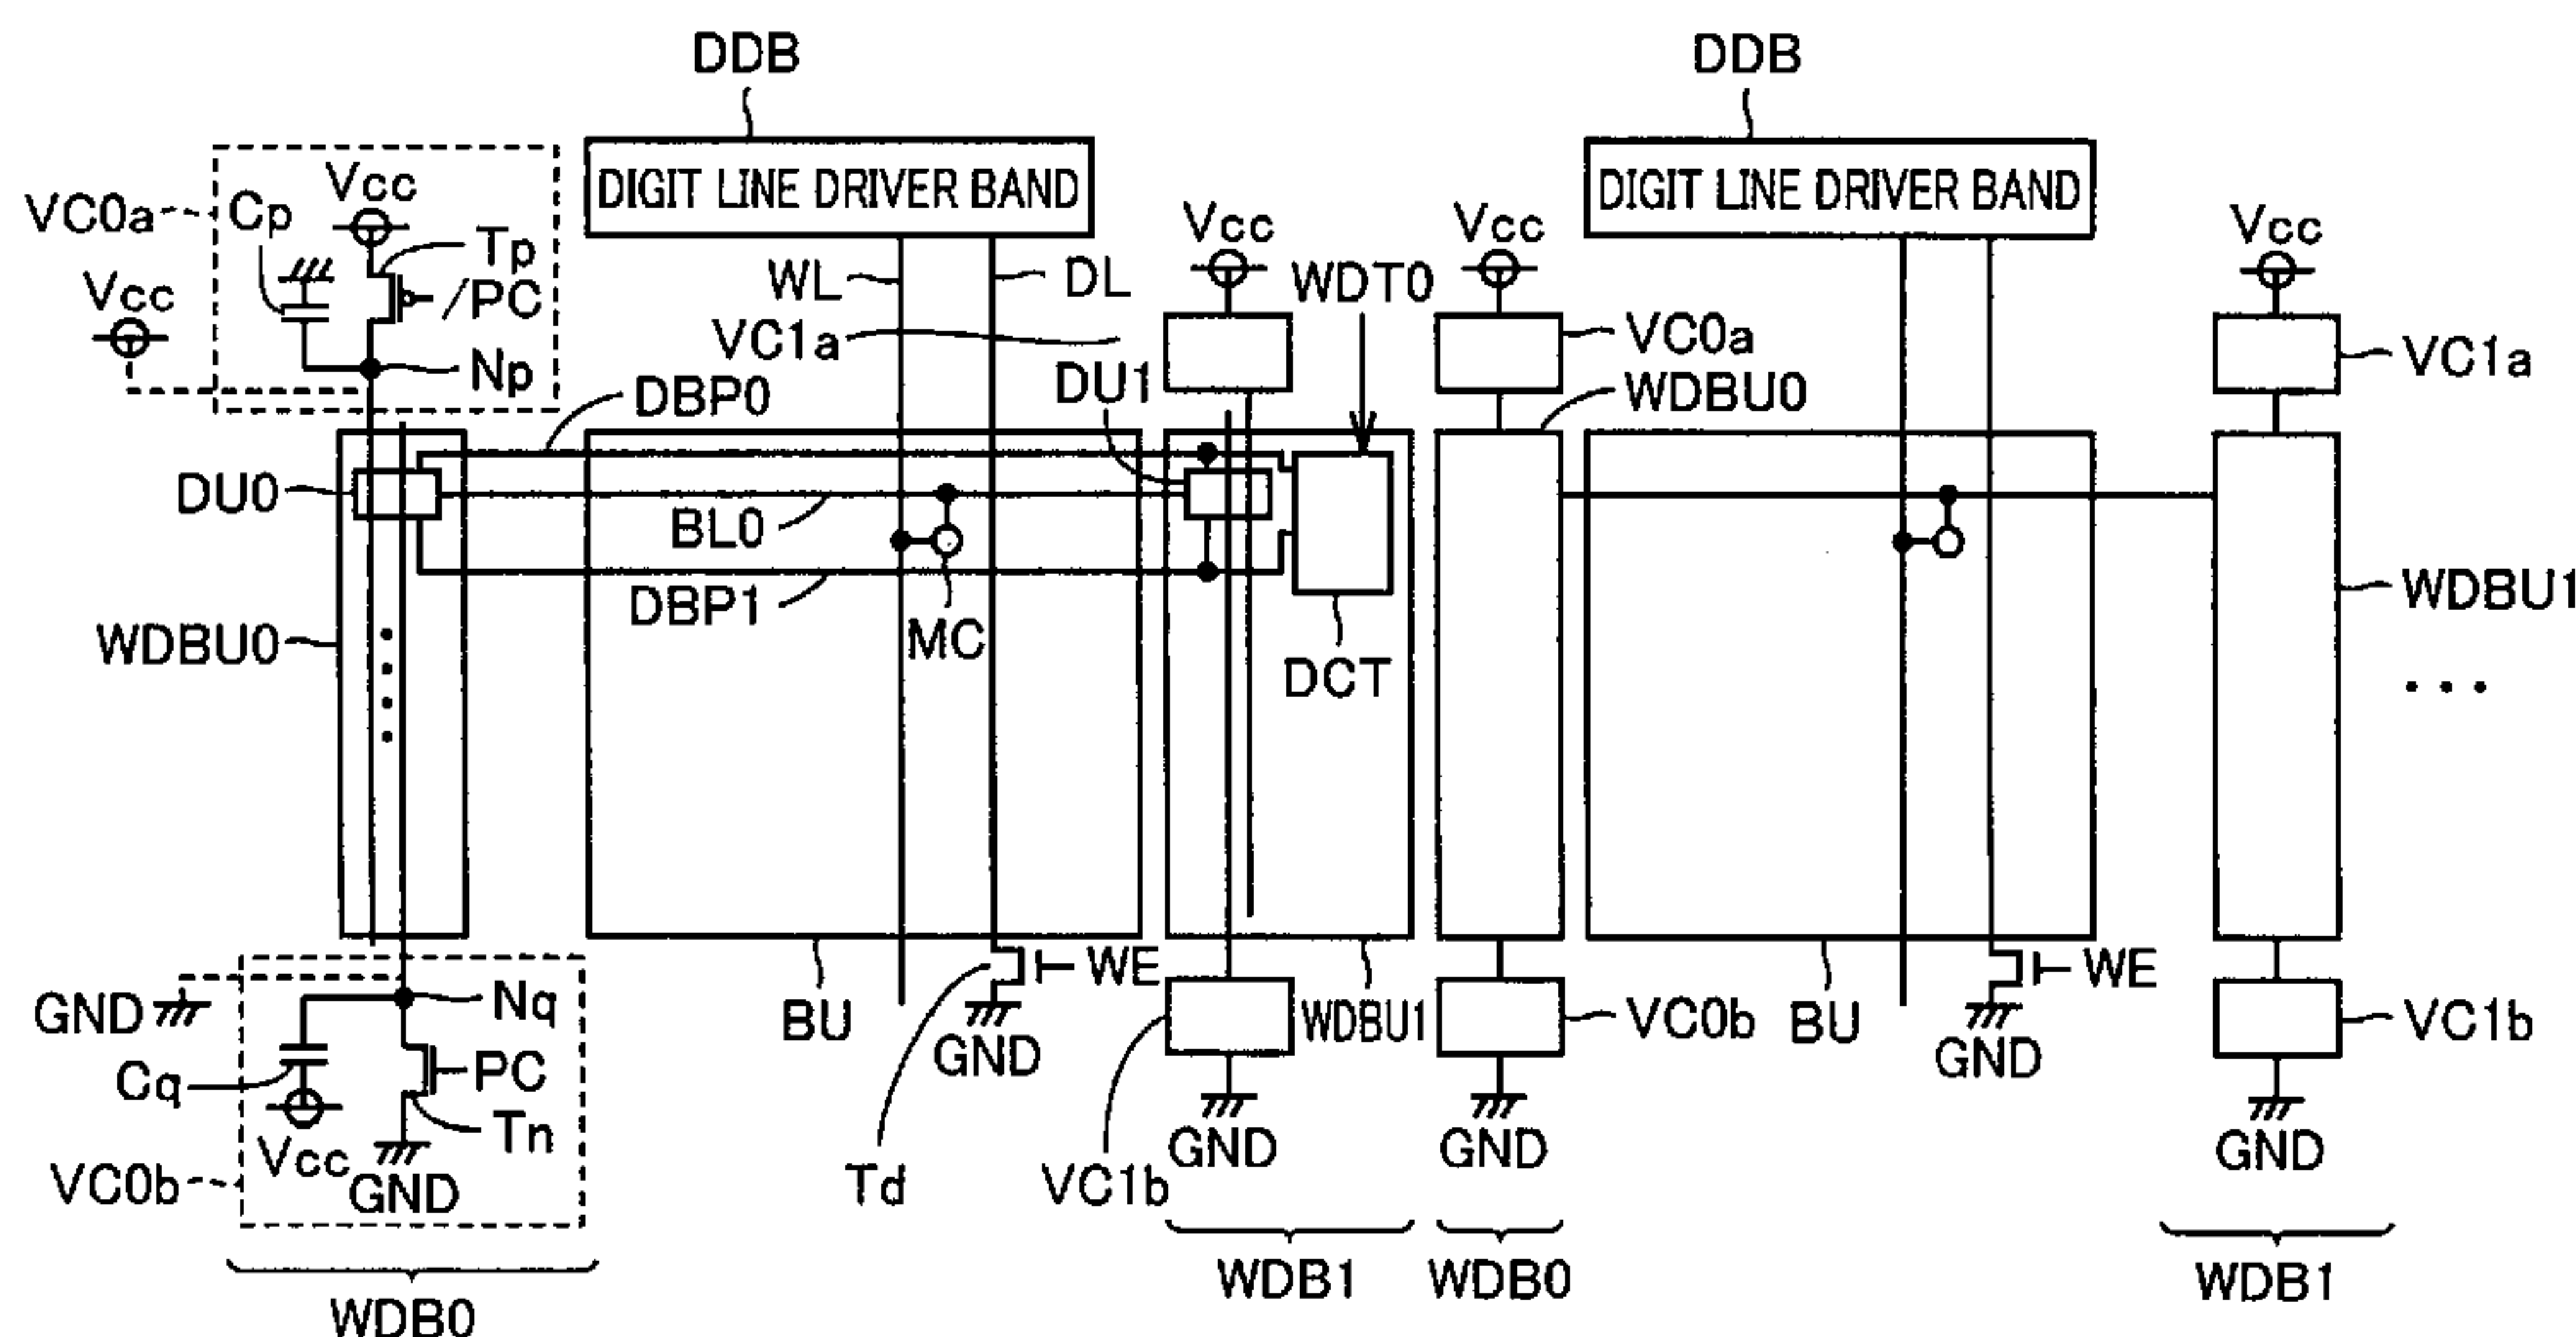 DDB
DDB
DIGIT LINE DRIVER BAND
DIGIT LINE DRIVER BAND
VC0a
Cp
Vcc
Tp
/PC
Vcc
Np
WL
DL
VC1a
Vcc
WDT0
Vcc
VC0a
Vcc
VC1a
DBP0
DU1
WDBU0
DU0
BL0
DBP1
MC
WDBU0
DCT
WDBU1
. . .
GND
Nq
Cq
PC
Tn
Vcc
GND
VC0b
BU
WE
GND
Td
WDBU1
VC1b
GND
VC0b
GND
BU
WE
GND
VC1b
GND
WDB0
WDB1
WDB0
WDB1